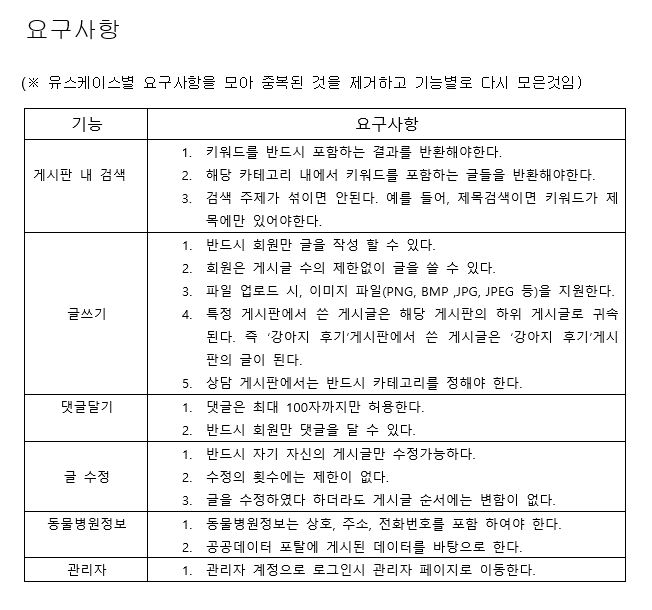 요구사항
(※ 유스케이스별 요구사항을 모아 중복된 것을 제거하고 기능별로 다시 모은것임)
기능 요구사항
게시판 내 검색
1. 키워드를 반드시 포함하는 결과를 반환해야한다.
2. 해당 카테고리 내에서 키워드를 포함하는 글들을 반환해야한다.
3. 검색 주제가 섞이면 안된다. 예를 들어, 제목검색이면 키워드가 제
목에만 있어야한다.
글쓰기
1. 반드시 회원만 글을 작성 할 수 있다.
2. 회원은 게시글 수의 제한없이 글을 쓸 수 있다.
3. 파일 업로드 시, 이미지 파일(PNG, BMP ,JPG, JPEG 등)을 지원한다.
4. 특정 게시판에서 쓴 게시글은 해당 게시판의 하위 게시글로 귀속
된다. 즉 ‘강아지 후기’게시판에서 쓴 게시글은 ‘강아지 후기’게시
판의 글이 된다.
5. 상담 게시판에서는 반드시 카테고리를 정해야 한다.
댓글달기
1. 댓글은 최대 100자까지만 허용한다.
2. 반드시 회원만 댓글을 달 수 있다.
글 수정
1. 반드시 자기 자신의 게시글만 수정가능하다.
2. 수정의 횟수에는 제한이 없다.
3. 글을 수정하였다 하더라도 게시글 순서에는 변함이 없다.
동물병원정보
1. 동물병원정보는 상호, 주소, 전화번호를 포함 하여야 한다.
2. 공공데이터 포탈에 게시된 데이터를 바탕으로 한다.
관리자
1. 관리자 계정으로 로그인시 관리자 페이지로 이동한다.